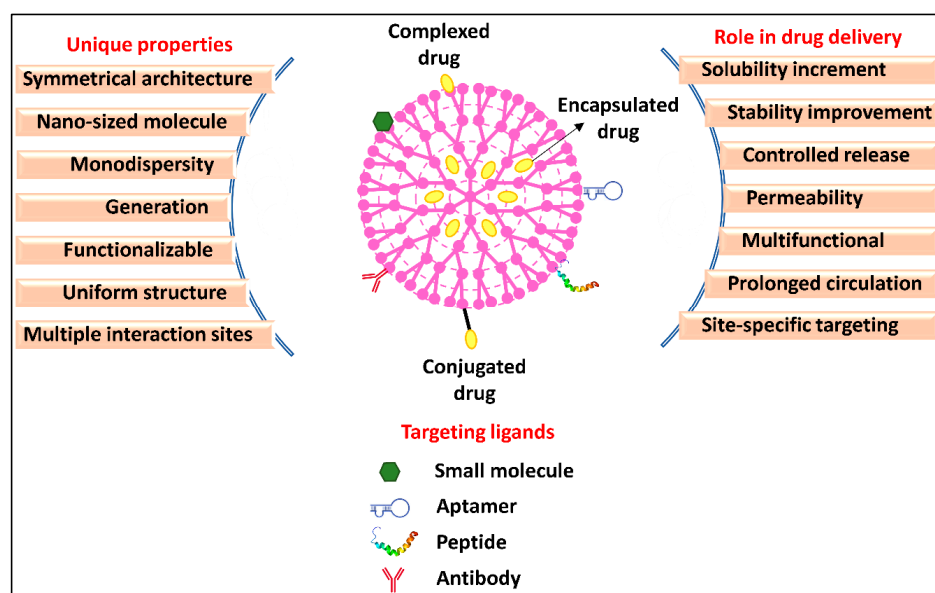 Unique properties
Symmetrical architecture
Nano-sized molecule
Monodispersity
Generation
Functionalizable
Uniform structure
Multiple interaction sites
Complexed
drug
Encapsulated
drug
Conjugated
drug
Role in drug delivery
Solubility increment
Stability improvement
Controlled release
Permeability
Multifunctional
Prolonged circulation
Site-specific targeting
Targeting ligands
Small molecule
Aptamer
Peptide
Antibody